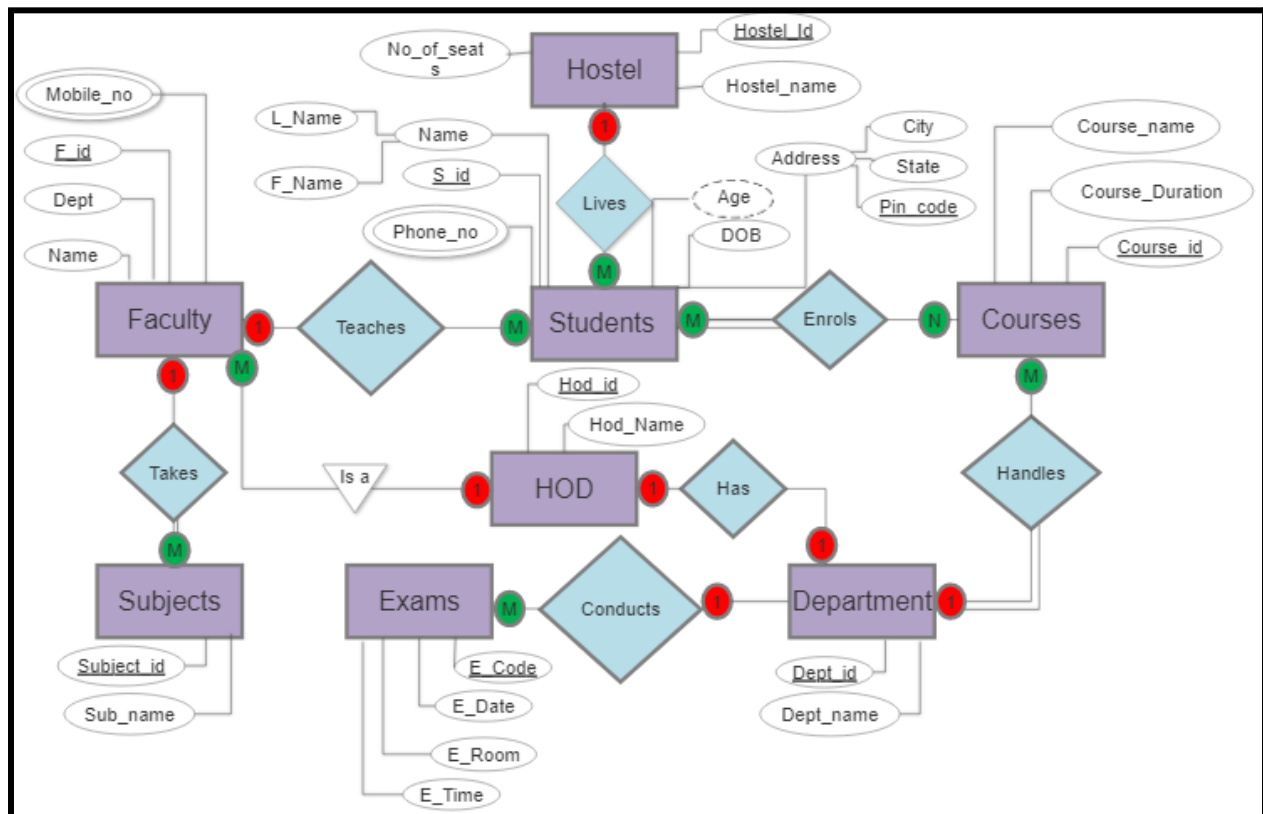 Hostel_Id
No_of_seat
s
Hostel
Hostel_name
Mobile_no
L_Name
Name
City
Course_name
F_id
Address
State
F_Name
S_id
Age
Course_Duration
Dept
Lives
Pin_code
Phone_no
DOB
Name
Course_id
1
M
Faculty
1
Teaches
M
Students
M
Enrols
N
Courses
1
M
M
Hod_id
Hod_Name
Takes
Is a
1
HOD
1
Has
Handles
M
1
Subjects
Exams
M
Conducts
1
Department
1
Subject_id
E_Code
Dept_id
Sub_name
E_Date
Dept_name
E_Room
E_Time